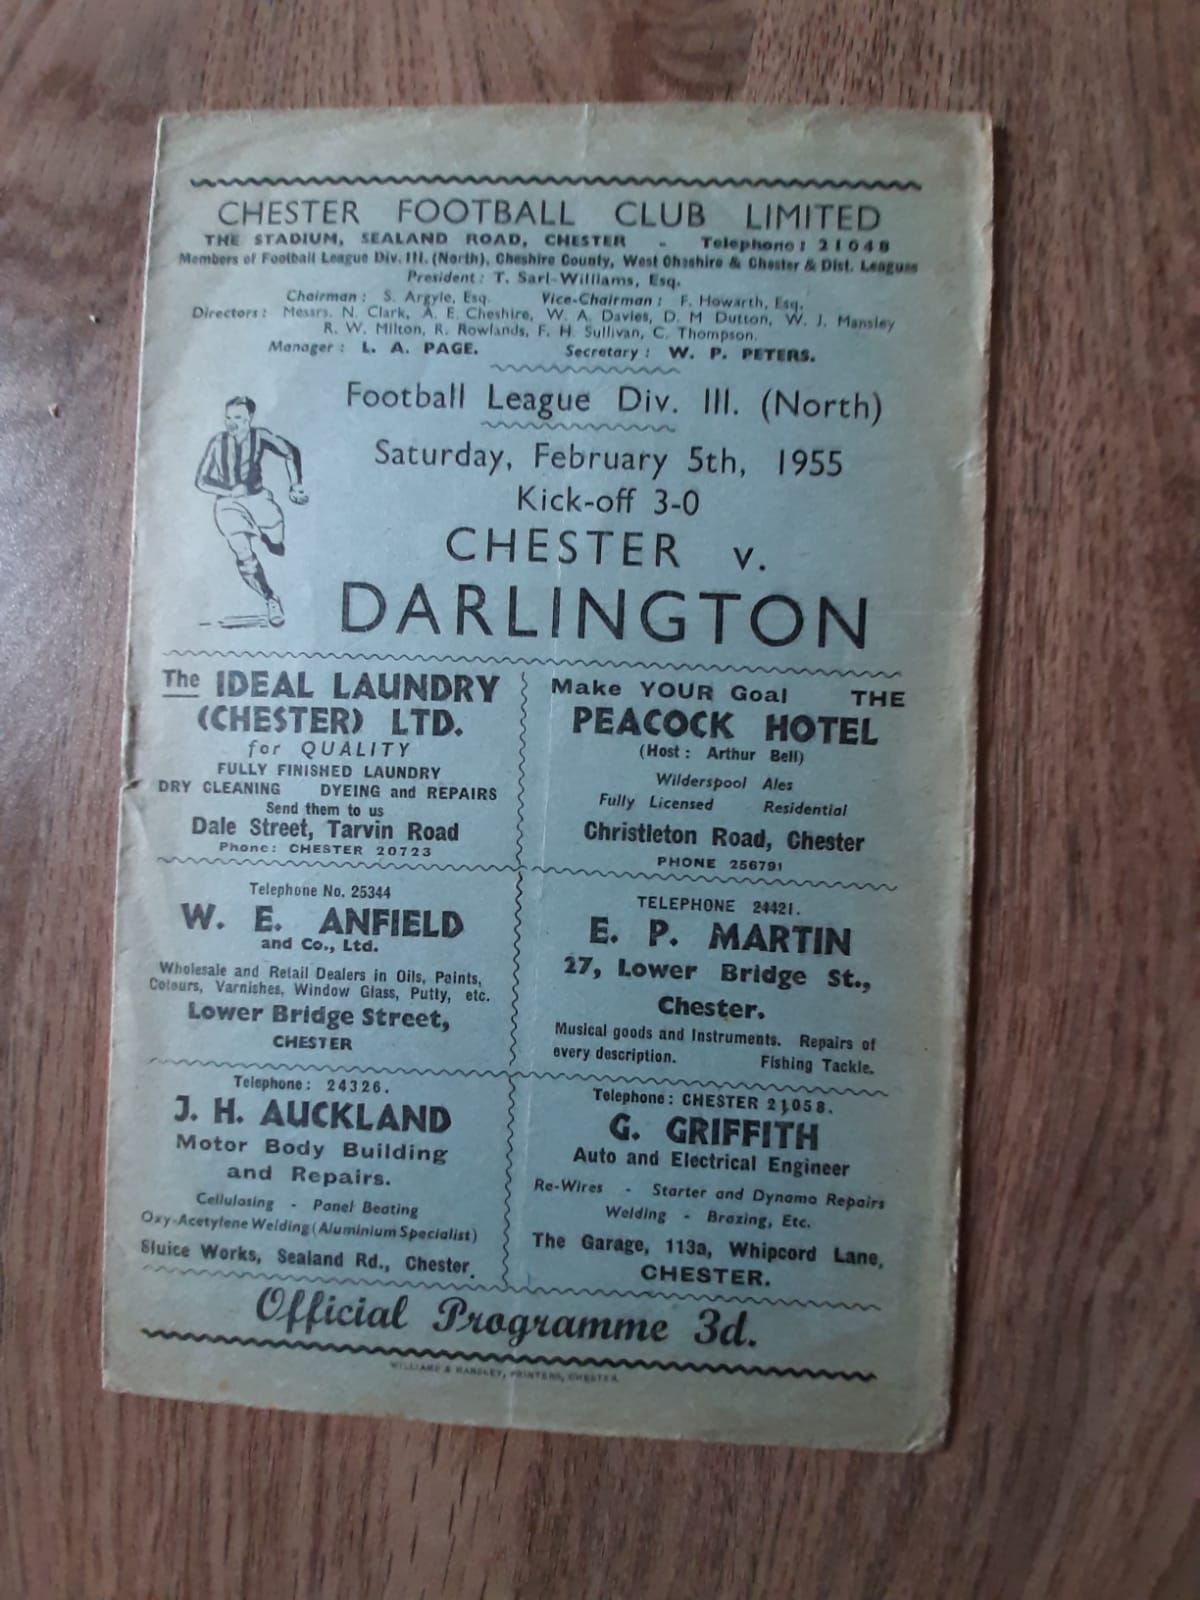 CHESTER FOOTBALL CLUB LIMITED
THE STADIUM, SEALAND ROAD, CHESTER - Telephone: 21048
Members of Football League Div. III. (North), Cheshire County, West Cheshire & Chester & Dist. Leagues
President: T. Sarl-Williams, Esq.
Chairman: S. Argyle, Esq. Vice-Chairman: F. Howarth, Esq.
Directors: Messrs. N. Clark, A. E. Cheshire, W. A. Davies, D. M Dutton, W. J. Mansley
R. W. Milton, R. Rowlands, F. H. Sullivan, C. Thompson.
Manager: L. A. PAGE. Secretary: W. P. PETERS.
Football League Div. III. (North)
Saturday, February 5th, 1955
Kick-off 3-0
CHESTER v.
DARLINGTON
The IDEAL LAUNDRY
(CHESTER) LTD.
for QUALITY
FULLY FINISHED LAUNDRY
DRY CLEANING DYEING and REPAIRS
Send them to us
Dale Street, Tarvin Road
Phone: CHESTER 20723
Make YOUR Goal THE
PEACOCK HOTEL
(Host: Arthur Bell)
Wilderspool Ales
Fully Licensed Residential
Christleton Road, Chester
PHONE 256791
Telephone No. 25344
W. E. ANFIELD
and Co., Ltd.
Wholesale and Retail Dealers in Oils, Paints,
Colours, Varnishes, Window Glass, Putty, etc.
Lower Bridge Street,
CHESTER
TELEPHONE 24421.
E. P. MARTIN
27, Lower Bridge St.,
Chester.
Musical goods and Instruments. Repairs of
every description. Fishing Tackle.
Telephone: 24326.
J. H. AUCKLAND
Motor Body Building
and Repairs.
Cellulosing - Panel Beating
Oxy-Acetylene Welding (Aluminium Specialist)
Sluice Works, Sealand Rd., Chester.
Telephone: CHESTER 21058.
G. GRIFFITH
Auto and Electrical Engineer
Re-Wires - Starter and Dynamo Repairs
Welding - Brazing, Etc.
The Garage, 113a, Whipcord Lane,
CHESTER.
Official Programme 3d.
WILLIAMS & MANSLEY, PRINTERS, CHESTER